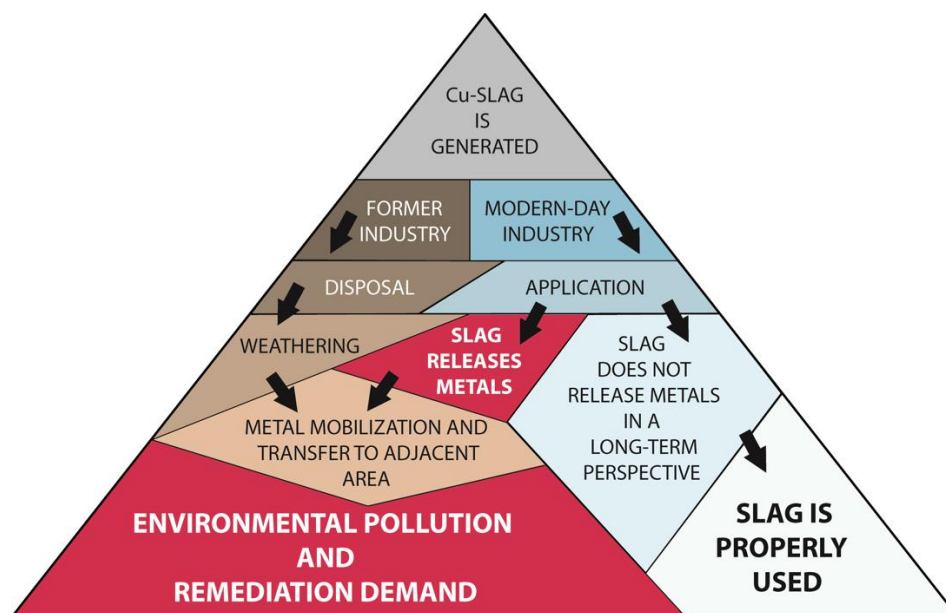 Cu-SLAG
IS
GENERATED
FORMER
INDUSTRY
MODERN-DAY
INDUSTRY
DISPOSAL
APPLICATION
WEATHERING
SLAG
RELEASES
METALS
SLAG
DOES NOT
RELEASE METALS
IN A
LONG-TERM
PERSPECTIVE
METAL MOBILIZATION AND
TRANSFER TO ADJACENT
AREA
ENVIRONMENTAL POLLUTION
AND
REMEDIATION DEMAND
SLAG IS
PROPERLY
USED